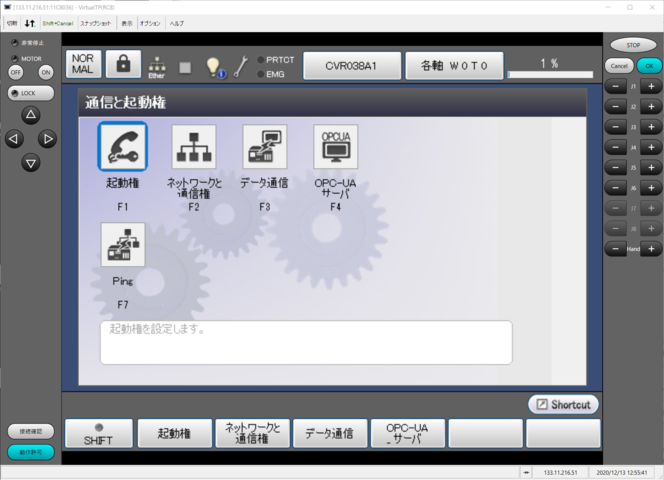 [133.11.216.51:11C8036] - VirtualTP(RC8)
切断 Shift+Cancel スナップショット 表示 オプション ヘルプ
非常停止
MOTOR
OFF ON
LOCK
接続確認
動作許可
NOR
MAL
Ether
PRTCT
EMG
CVR038A1
各軸 W0T0
1 %
通信と起動権
起動権
F1
ネットワークと
通信権
F2
データ通信
F3
OPCUA
OPC-UA
サーバ
F4
Ping
F7
起動権を設定します。
Shortcut
SHIFT
起動権
ネットワークと
通信権
データ通信
OPC-UA
_サーバ
STOP
Cancel OK
− J1 +
− J2 +
− J3 +
− J4 +
− J5 +
− J6 +
− J7 +
− J8 +
− Hand +
133.11.216.51 2020/12/13 12:55:41